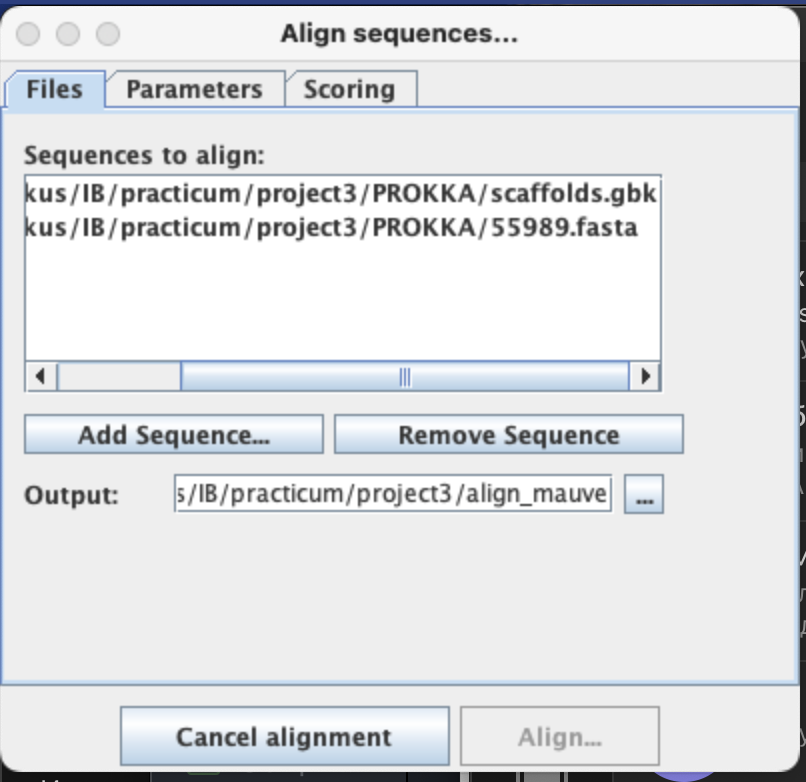 Align sequences...
Files
Parameters
Scoring
Sequences to align:
kus/IB/practicum/project3/PROKKA/scaffolds.gbk
kus/IB/practicum/project3/PROKKA/55989.fasta
Add Sequence...
Remove Sequence
Output:
s/IB/practicum/project3/align_mauve
...
Cancel alignment
Align...